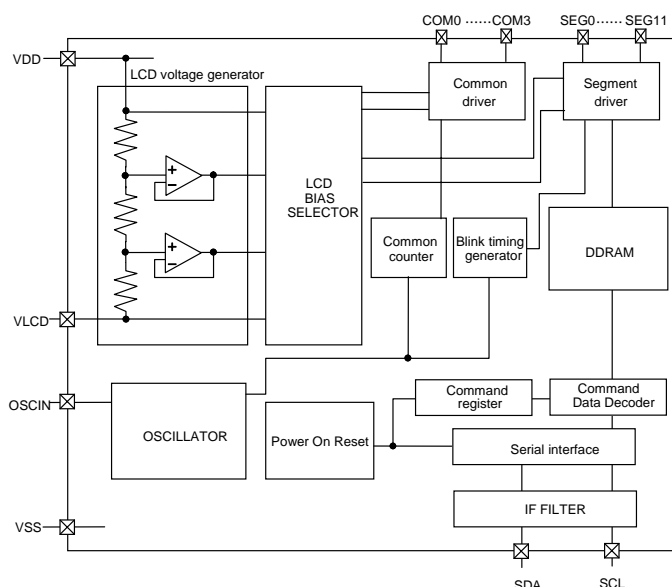 COM0 ······COM3
SEG0······ SEG11
VDD
LCD voltage generator
Common
driver
Segment
driver
+
−
LCD
BIAS
SELECTOR
+
−
Common
counter
Blink timing
generator
DDRAM
VLCD
OSCIN
OSCILLATOR
Power On Reset
Command
register
Command
Data Decoder
Serial interface
IF FILTER
VSS
SDA
SCL